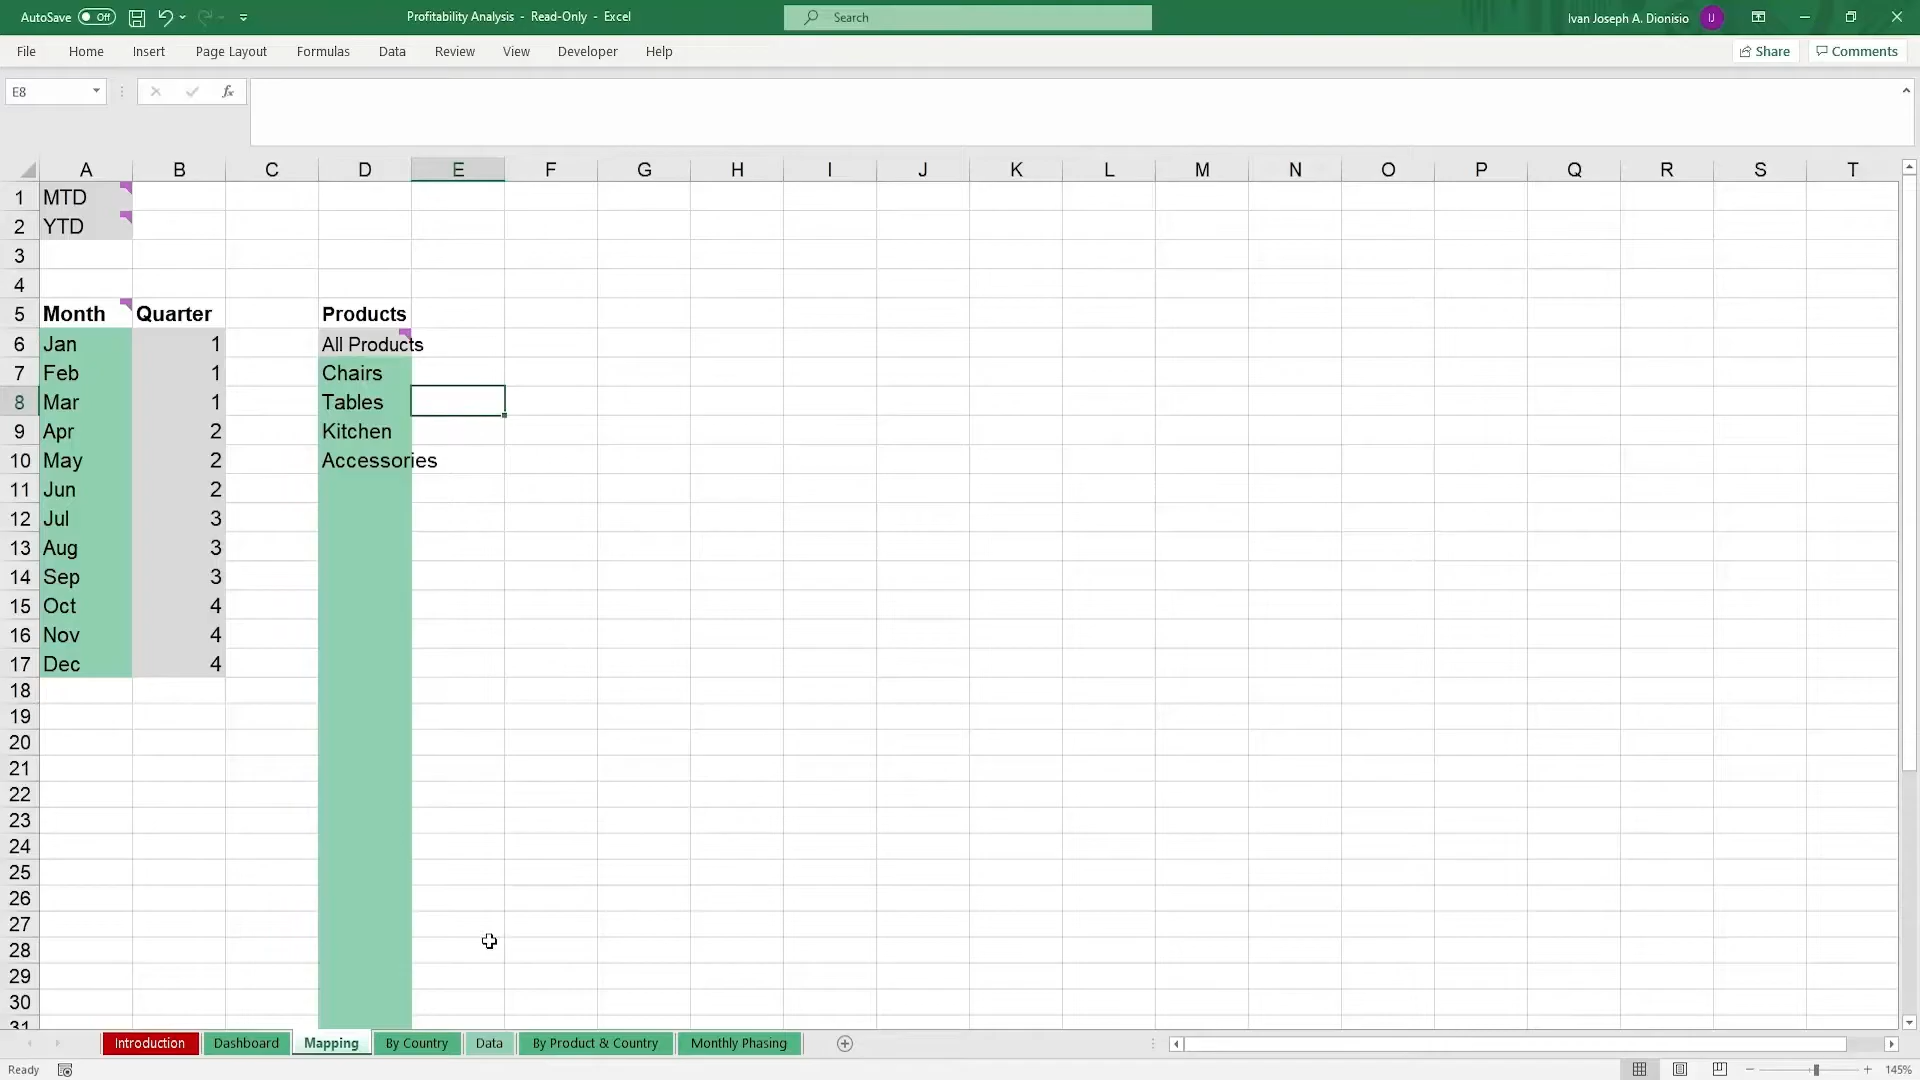 AutoSave Off Profitability Analysis - Read-Only - Excel Search Ivan Joseph A. Dionisio IJ
File Home Insert Page Layout Formulas Data Review View Developer Help Share Comments
E8 fx
A B C D E F G H I J K L M N O P Q R S T
1 MTD
2 YTD
3
4
5 Month Quarter Products
6 Jan 1 All Products
7 Feb 1 Chairs
8 Mar 1 Tables
9 Apr 2 Kitchen
10 May 2 Accessories
11 Jun 2
12 Jul 3
13 Aug 3
14 Sep 3
15 Oct 4
16 Nov 4
17 Dec 4
18
19
20
21
22
23
24
25
26
27
28
29
30
31
Introduction Dashboard Mapping By Country Data By Product & Country Monthly Phasing
Ready 145%